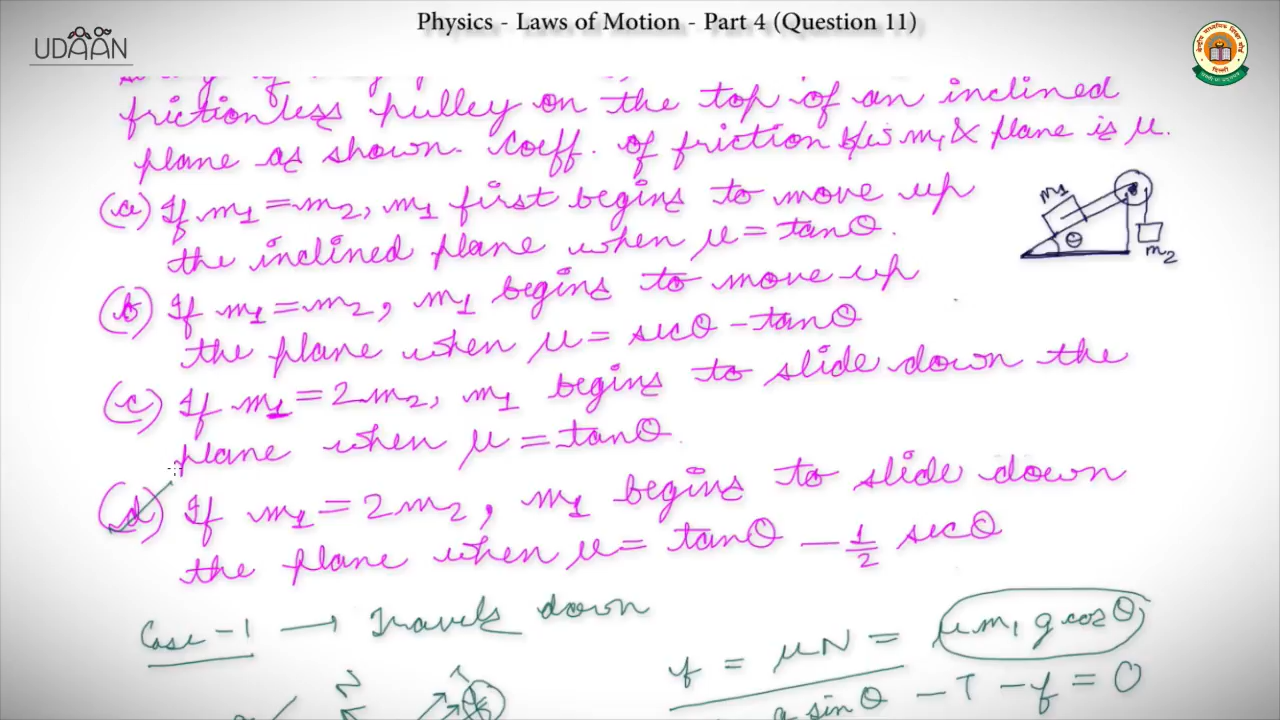 Physics - Laws of Motion - Part 4 (Question 11)
UDAAN
frictionless pulley on the top of an inclined
plane as shown. Coeff. of friction b/w m1 & plane is μ.
(a) If m1 = m2, m1 first begins to move up
the inclined plane when μ = tanθ.
(b) If m1 = m2, m1 begins to move up
the plane when μ = secθ - tanθ
(c) If m1 = 2m2, m1 begins to slide down the
plane when μ = tanθ.
(d) If m1 = 2m2, m1 begins to slide down
the plane when μ = tanθ - 1/2 secθ
m1
θ
m2
Case-1 → Travels down
f = μN = μm1 g cosθ
g sinθ - T - f = 0
N
T